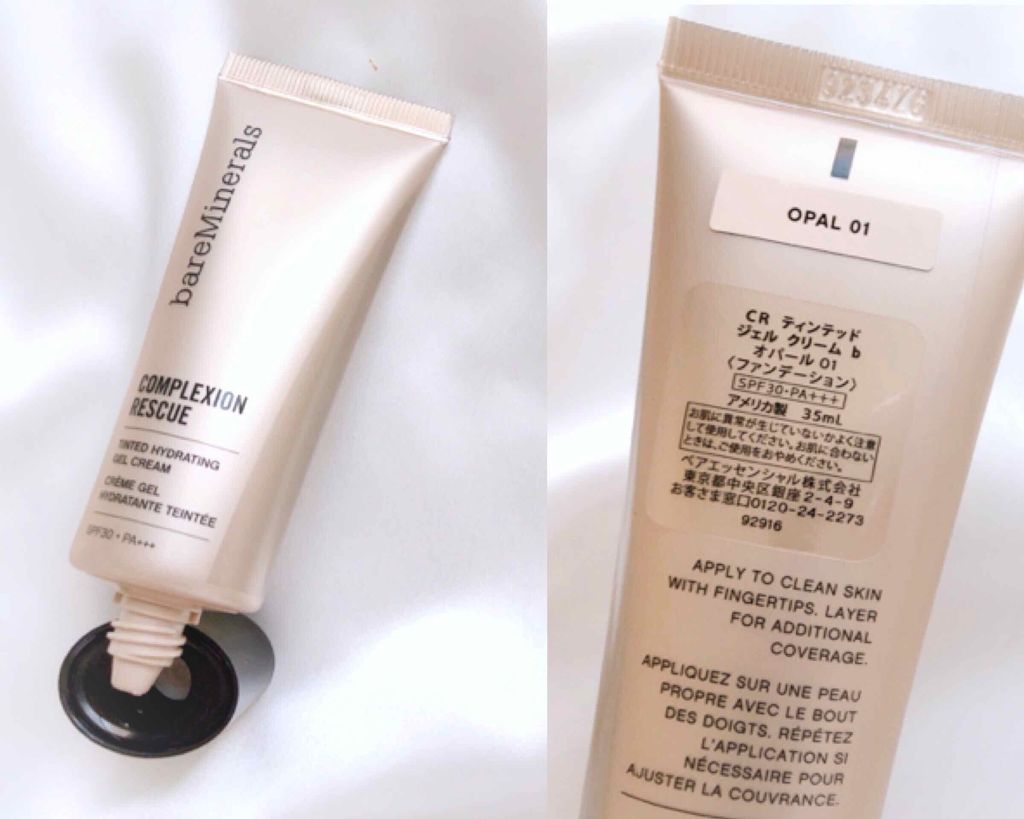 bareMinerals
COMPLEXION
RESCUE
TINTED HYDRATING
GEL CREAM
CRÈME GEL
HYDRATANTE TEINTÉE
SPF30 • PA+++
OPAL 01
CR ティンテッド
ジェル クリーム b
オパール 01
〈ファンデーション〉
SPF30・PA+++
アメリカ製 35mL
お肌に異常が生じていないかよく注意
して使用してください。お肌に合わない
ときは、ご使用をおやめください。
ベアエッセンシャル株式会社
東京都中央区銀座2-4-9
お客さま窓口0120-24-2273
92916
APPLY TO CLEAN SKIN
WITH FINGERTIPS. LAYER
FOR ADDITIONAL
COVERAGE.
APPLIQUEZ SUR UNE PEAU
PROPRE AVEC LE BOUT
DES DOIGTS. RÉPÉTEZ
L'APPLICATION SI
NÉCESSAIRE POUR
AJUSTER LA COUVRANCE.